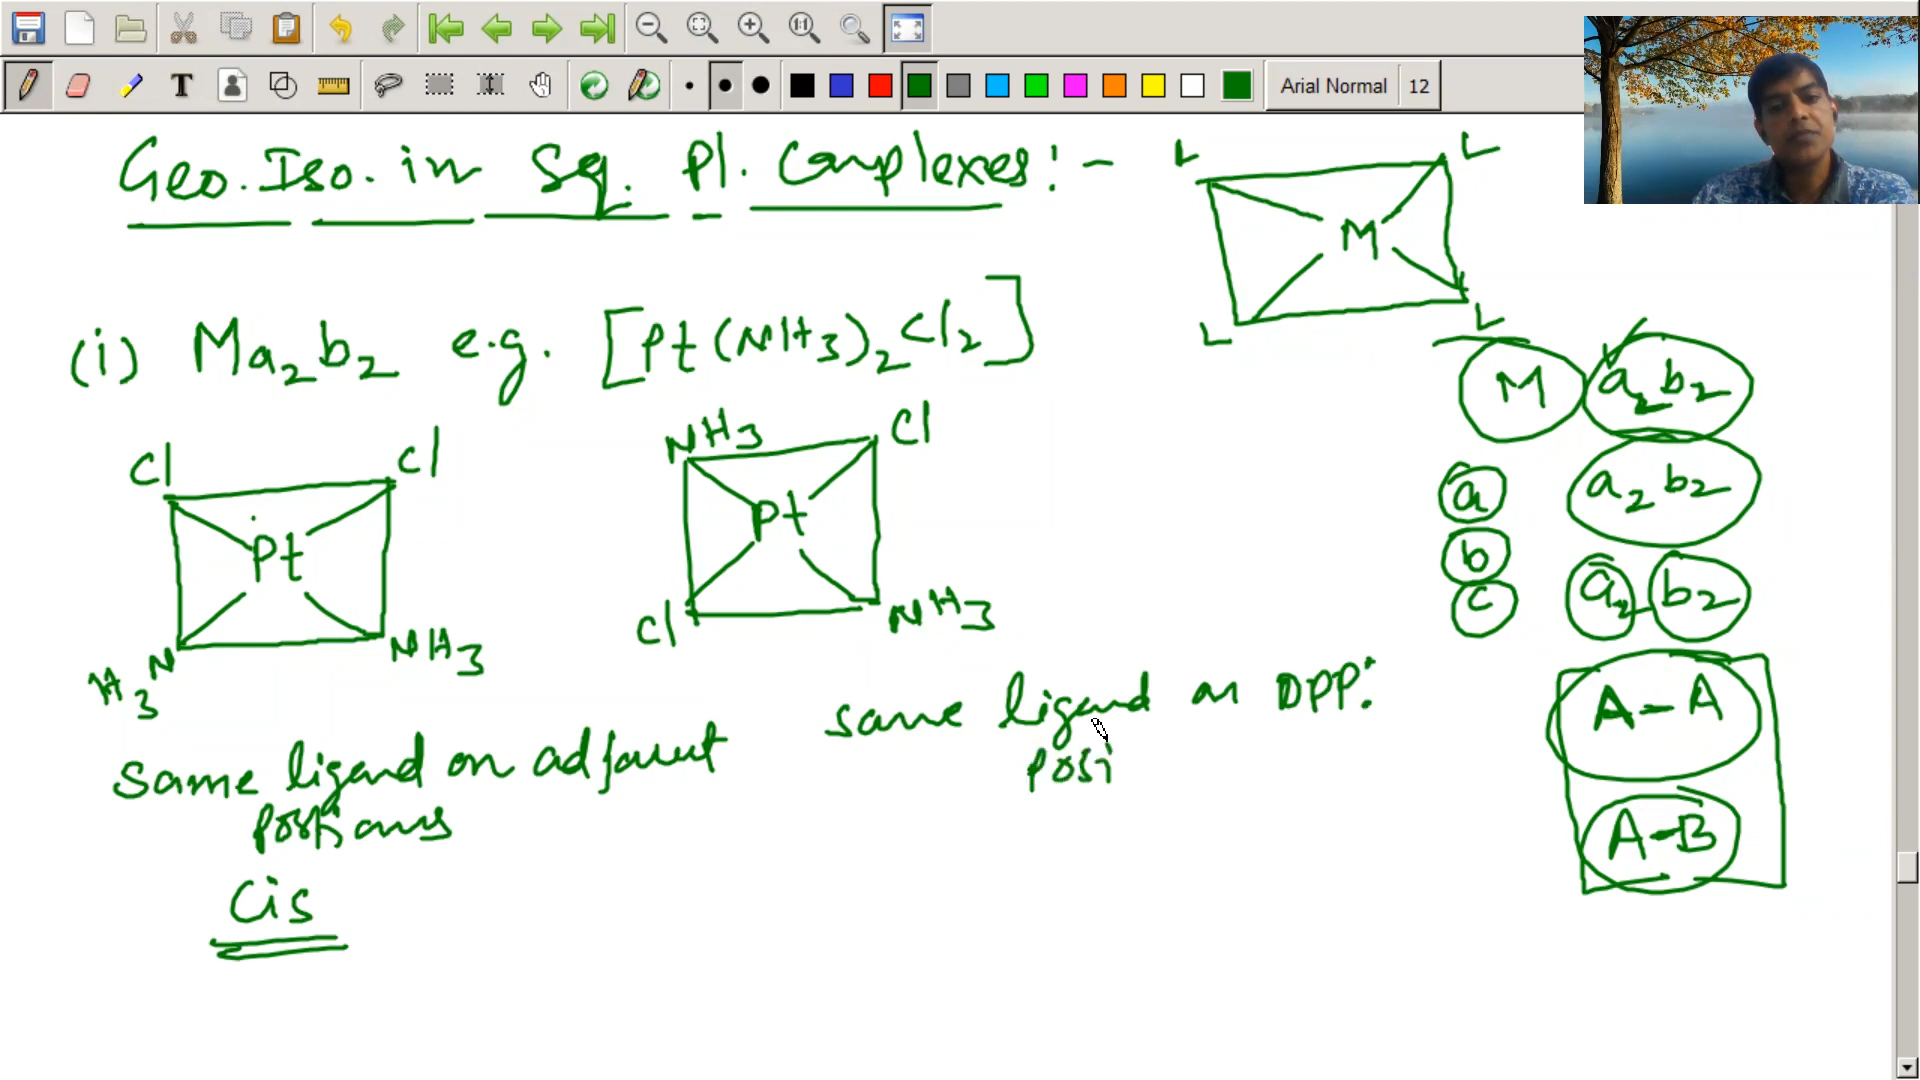 1:1
T
Arial Normal 12
Geo. Iso. in Sq. Pl. Complexes:-
L L
M
L L
(i) Ma2b2 e.g. [Pt(NH3)2Cl2]
M a2b2
Cl Cl
Pt
H3N NH3
NH3 Cl
Pt
Cl NH3
a a2b2
b
c a2 b2
A-A
A-B
same ligand on adjacent
positions
Cis
same ligand on opp.
posi